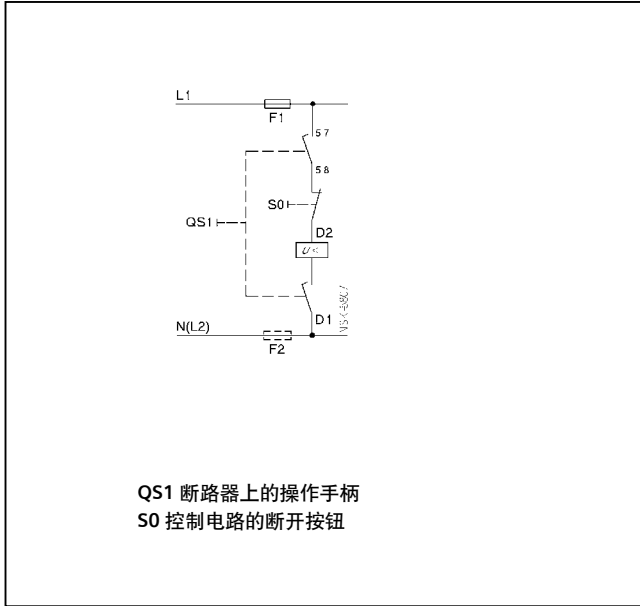 L1
F1
57
58
S0
QS1
D2
U<
D1
N(L2)
F2
QS1 断路器上的操作手柄
S0 控制电路的断开按钮